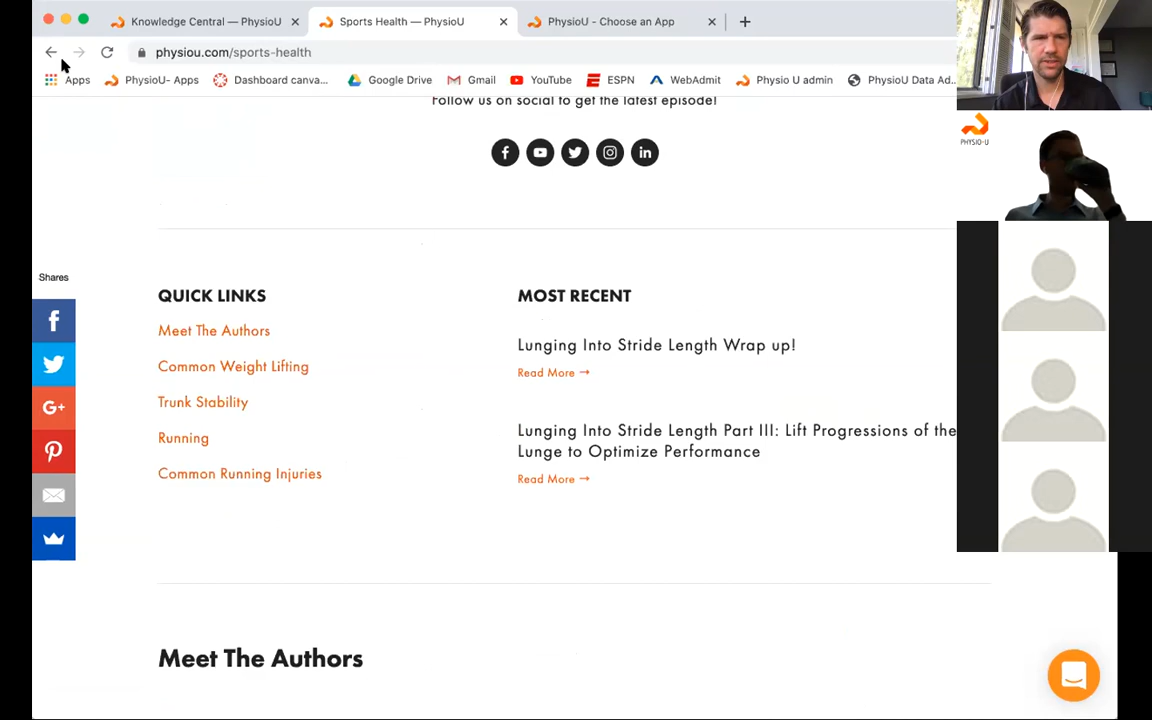 Knowledge Central — PhysioU
Sports Health — PhysioU
PhysioU - Choose an App
physiou.com/sports-health
Apps
PhysioU- Apps
Dashboard canva...
Google Drive
Gmail
YouTube
ESPN
WebAdmit
Physio U admin
PhysioU Data Ad...
PHYSIO-U
Follow us on social to get the latest episode!
Shares
G+
QUICK LINKS
Meet The Authors
Common Weight Lifting
Trunk Stability
Running
Common Running Injuries
MOST RECENT
Lunging Into Stride Length Wrap up!
Read More →
Lunging Into Stride Length Part III: Lift Progressions of the
Lunge to Optimize Performance
Read More →
Meet The Authors